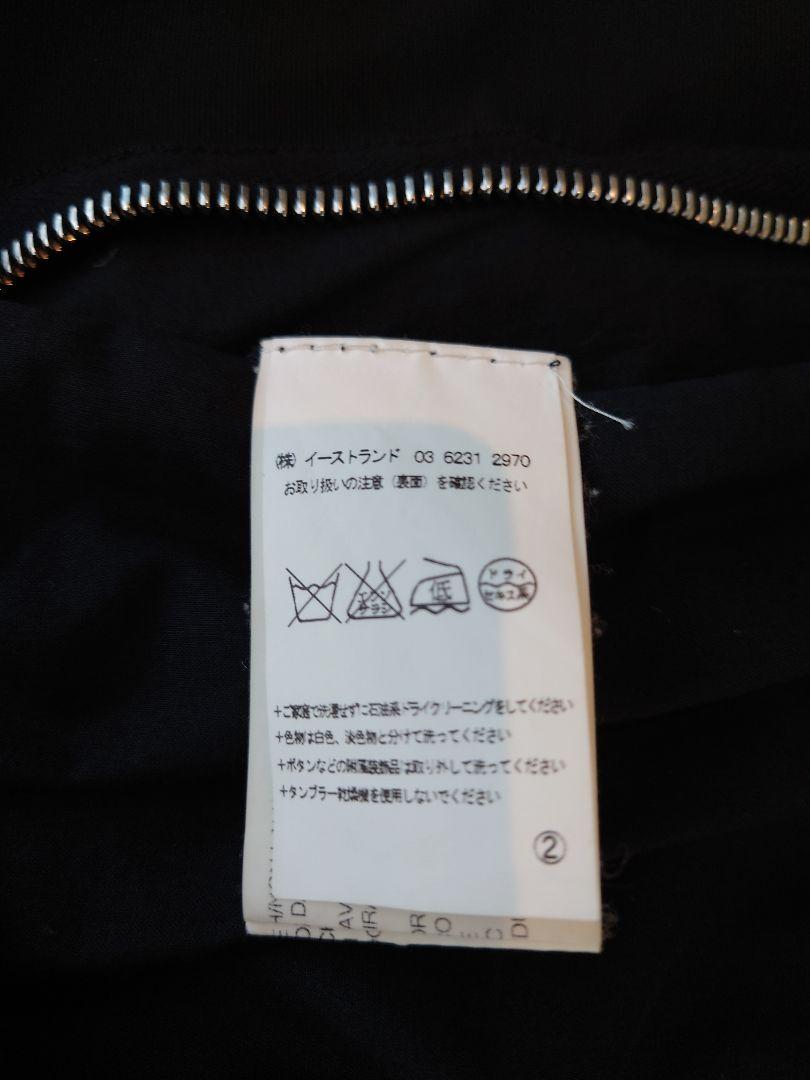 ㈱ イーストランド 03 6231 2970
お取り扱いの注意（裏面）を確認ください
エンソ サラシ
低
ドライ
セキユ系
+ご家庭で洗濯せずに石油系ドライクリーニングをしてください
+色物は白色、淡色物と分けて洗ってください
+ボタンなどの附属装飾品は取り外して洗ってください
+タンブラー乾燥機を使用しないでください
②